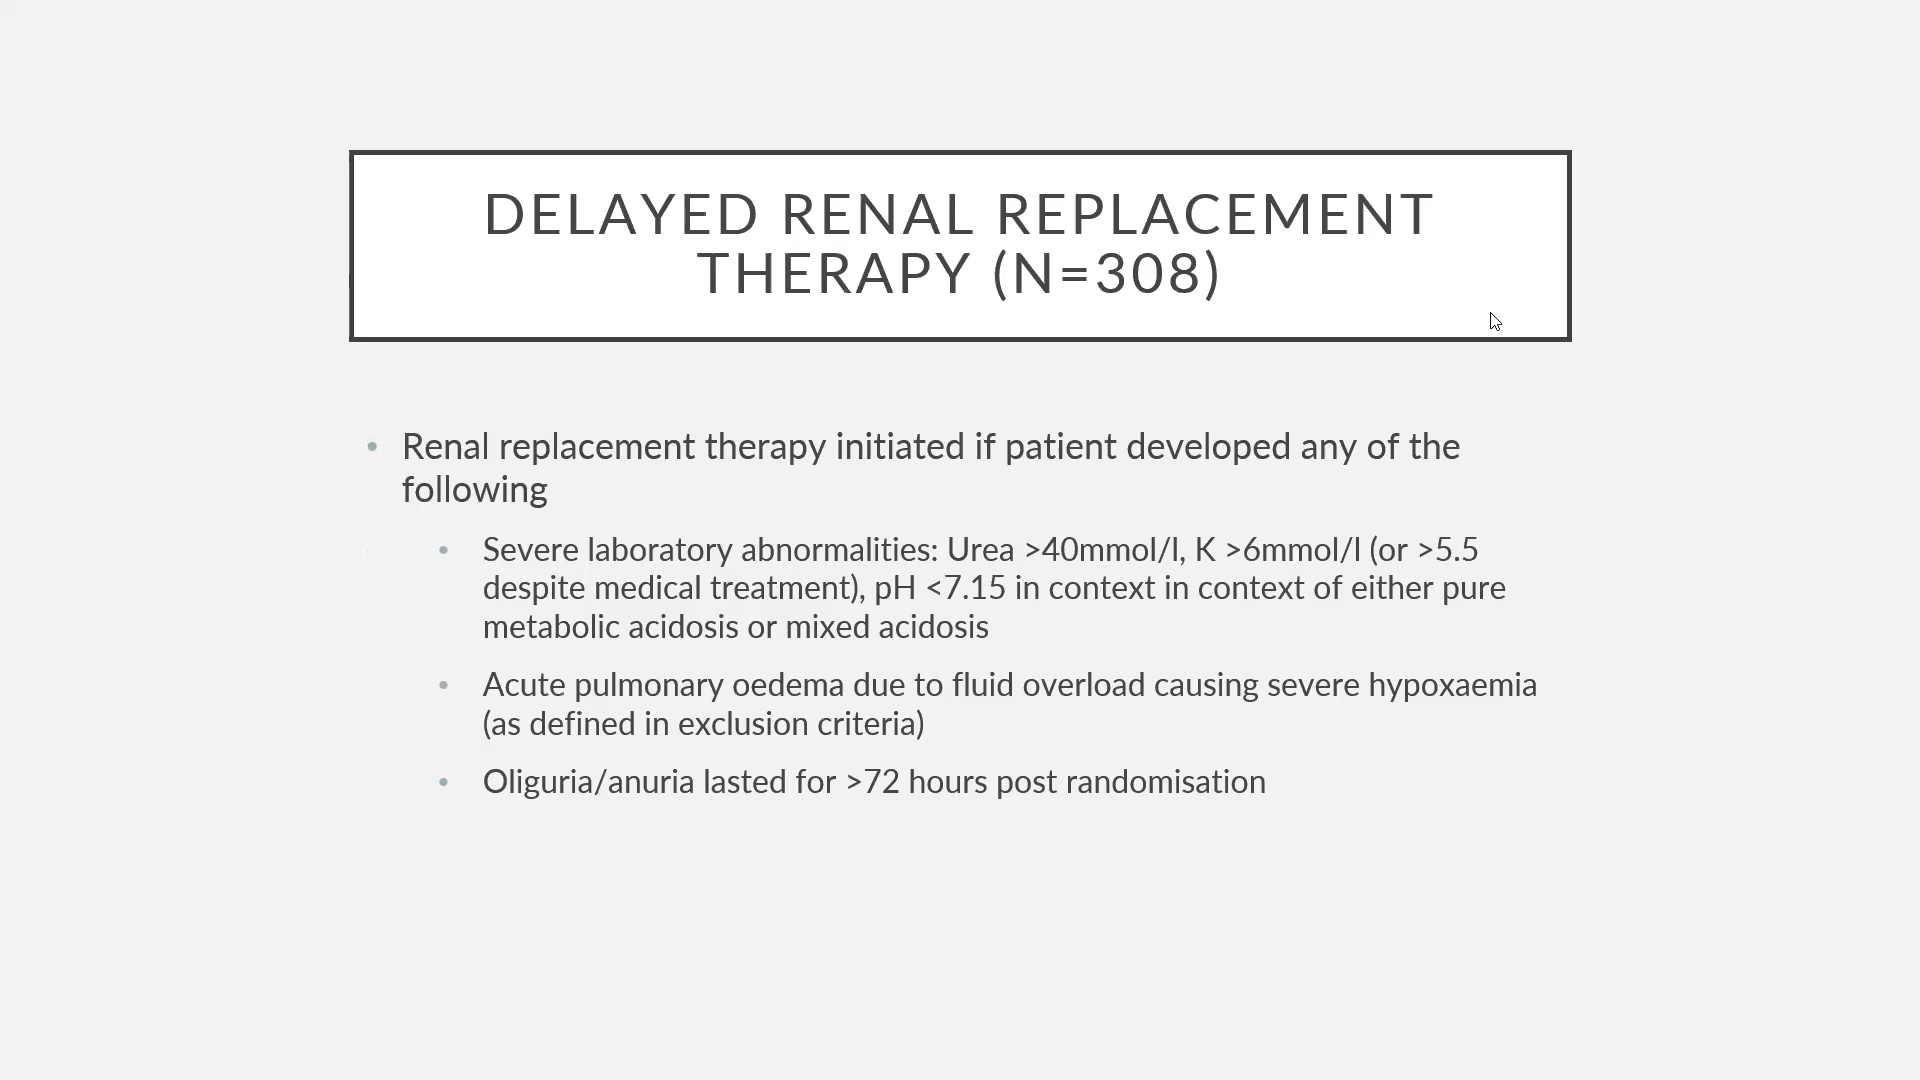 DELAYED RENAL REPLACEMENT
THERAPY (N=308)
• Renal replacement therapy initiated if patient developed any of the
following
• Severe laboratory abnormalities: Urea >40mmol/l, K >6mmol/l (or >5.5
despite medical treatment), pH <7.15 in context in context of either pure
metabolic acidosis or mixed acidosis
• Acute pulmonary oedema due to fluid overload causing severe hypoxaemia
(as defined in exclusion criteria)
• Oliguria/anuria lasted for >72 hours post randomisation